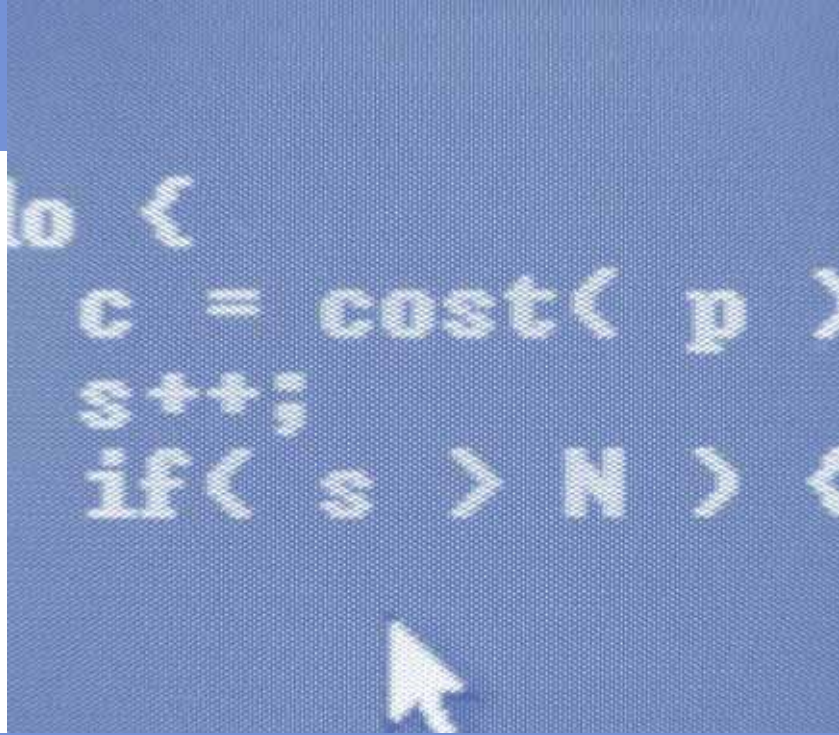 do {
c = cost( p )
s++;
if( s > N ) {